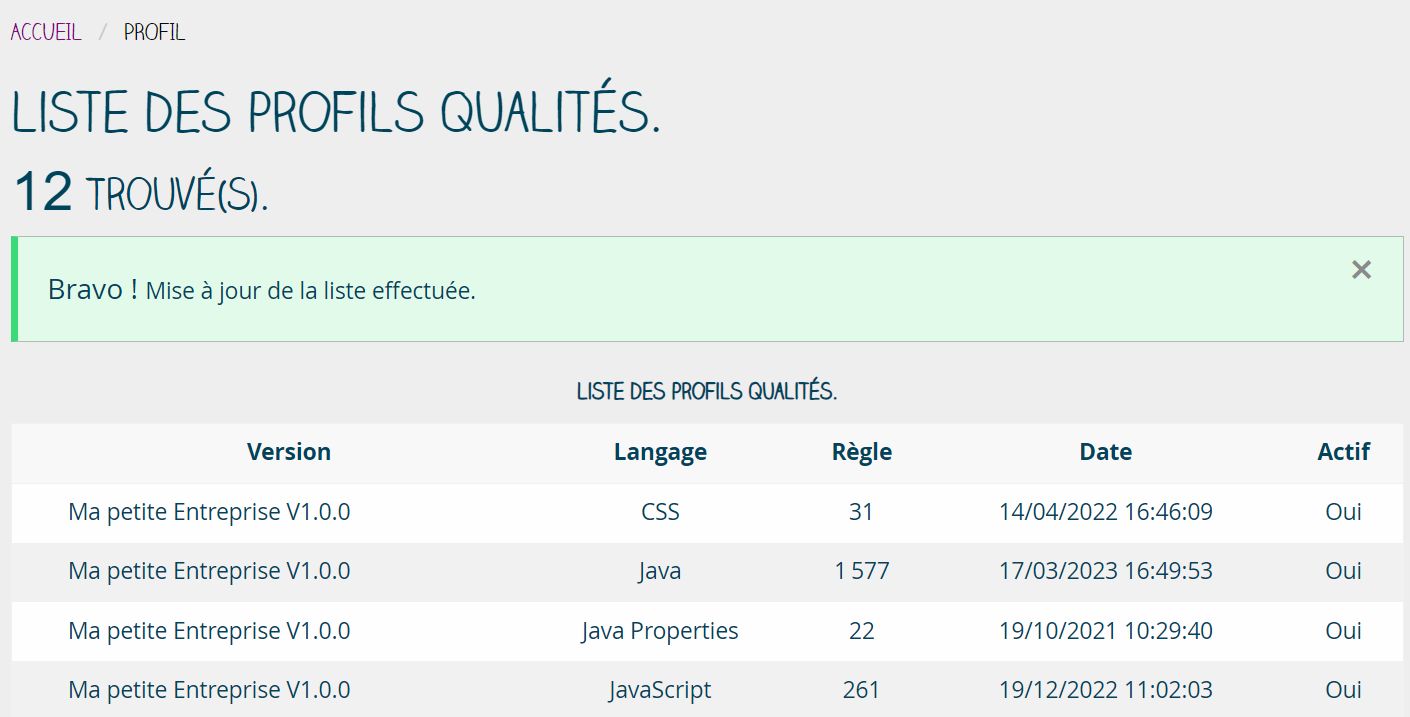 ACCUEIL / PROFIL
LISTE DES PROFILS QUALITÉS.
12 TROUVÉ(S).
Bravo ! Mise à jour de la liste effectuée.
×
LISTE DES PROFILS QUALITÉS.
Version Langage Règle Date Actif
Ma petite Entreprise V1.0.0 CSS 31 14/04/2022 16:46:09 Oui
Ma petite Entreprise V1.0.0 Java 1 577 17/03/2023 16:49:53 Oui
Ma petite Entreprise V1.0.0 Java Properties 22 19/10/2021 10:29:40 Oui
Ma petite Entreprise V1.0.0 JavaScript 261 19/12/2022 11:02:03 Oui